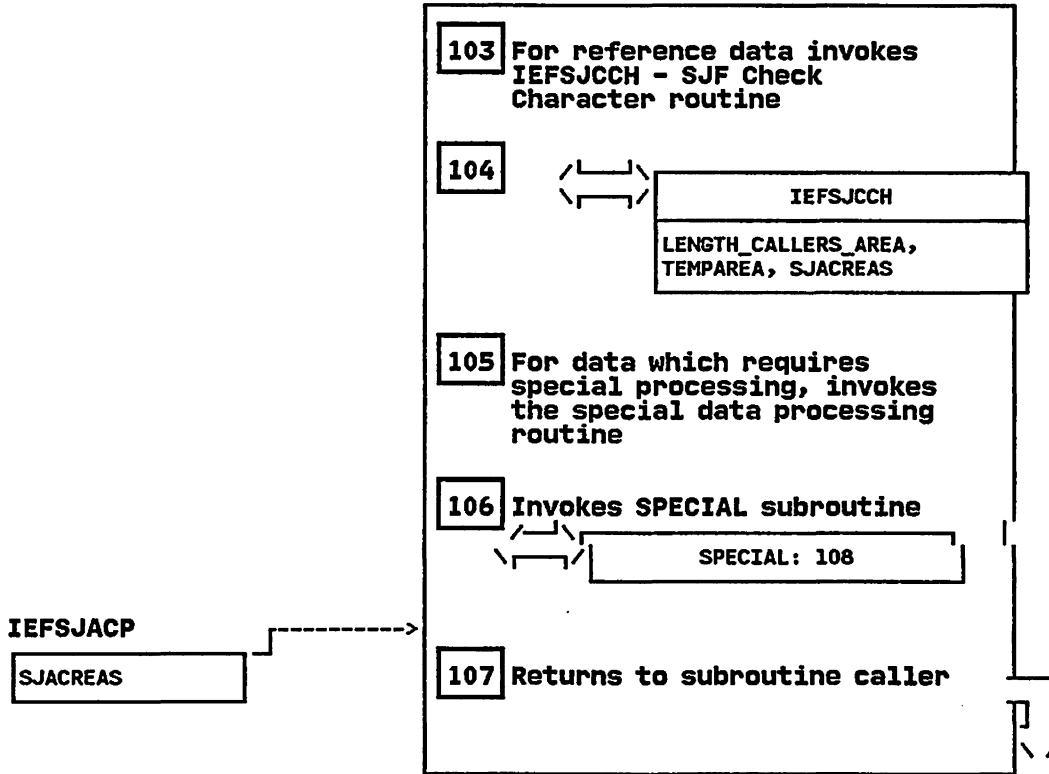 103 For reference data invokes
IEFSJCCH - SJF Check
Character routine
104
IEFSJCCH
LENGTH_CALLERS_AREA,
TEMPAREA, SJACREAS
105 For data which requires
special processing, invokes
the special data processing
routine
106 Invokes SPECIAL subroutine
SPECIAL: 108
IEFSJACP
SJACREAS
107 Returns to subroutine caller